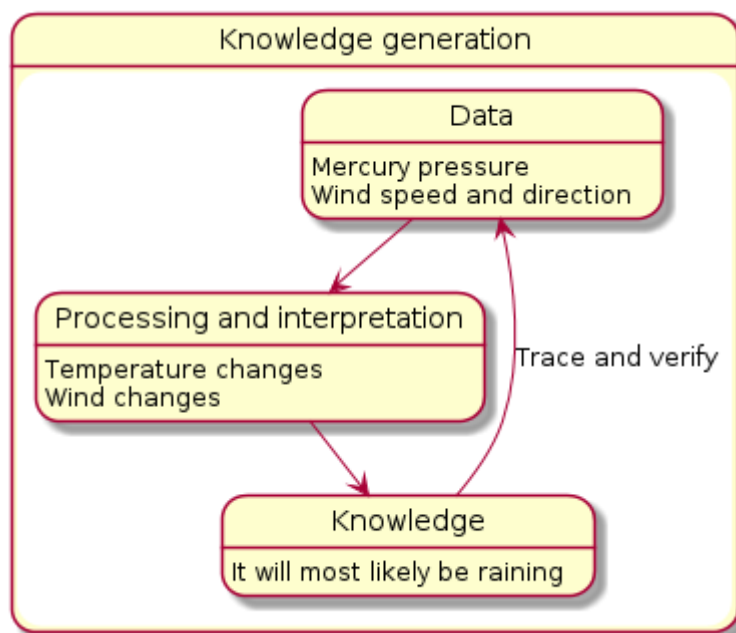 Knowledge generation
Data
Mercury pressure
Wind speed and direction
Processing and interpretation
Temperature changes
Wind changes
Trace and verify
Knowledge
It will most likely be raining